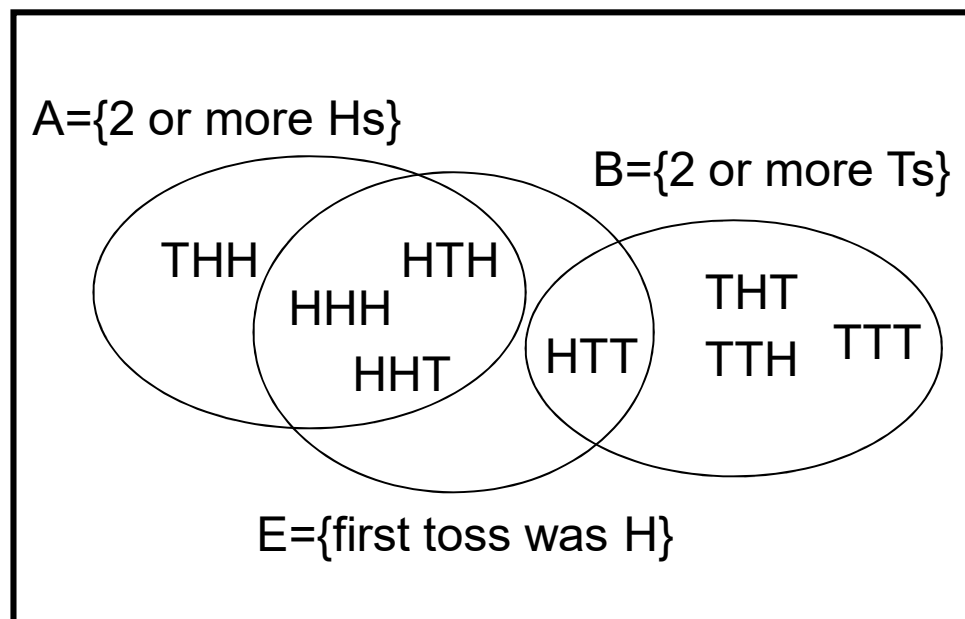 A={2 or more Hs}
B={2 or more Ts}
THH
HTH
HHH
HHT
HTT
THT
TTH
TTT
E={first toss was H}